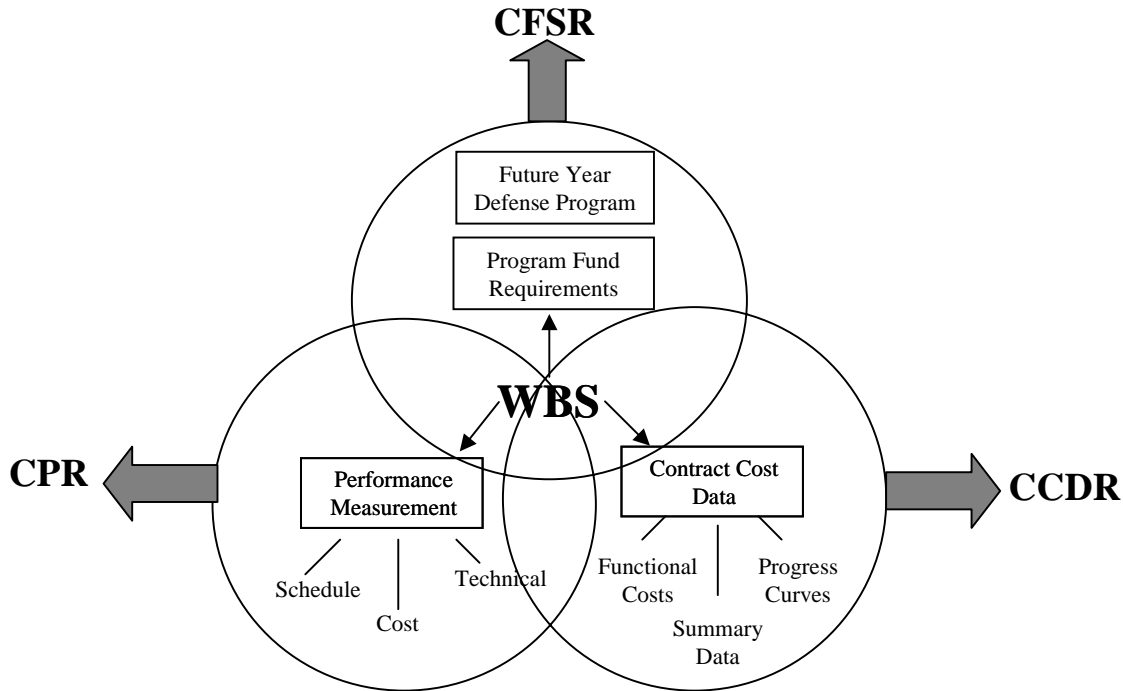 CFSR
Future Year
Defense Program
Program Fund
Requirements
WBS
CPR
Performance
Measurement
Schedule
Cost
Technical
Contract Cost
Data
Functional
Costs
Summary
Data
Progress
Curves
CCDR